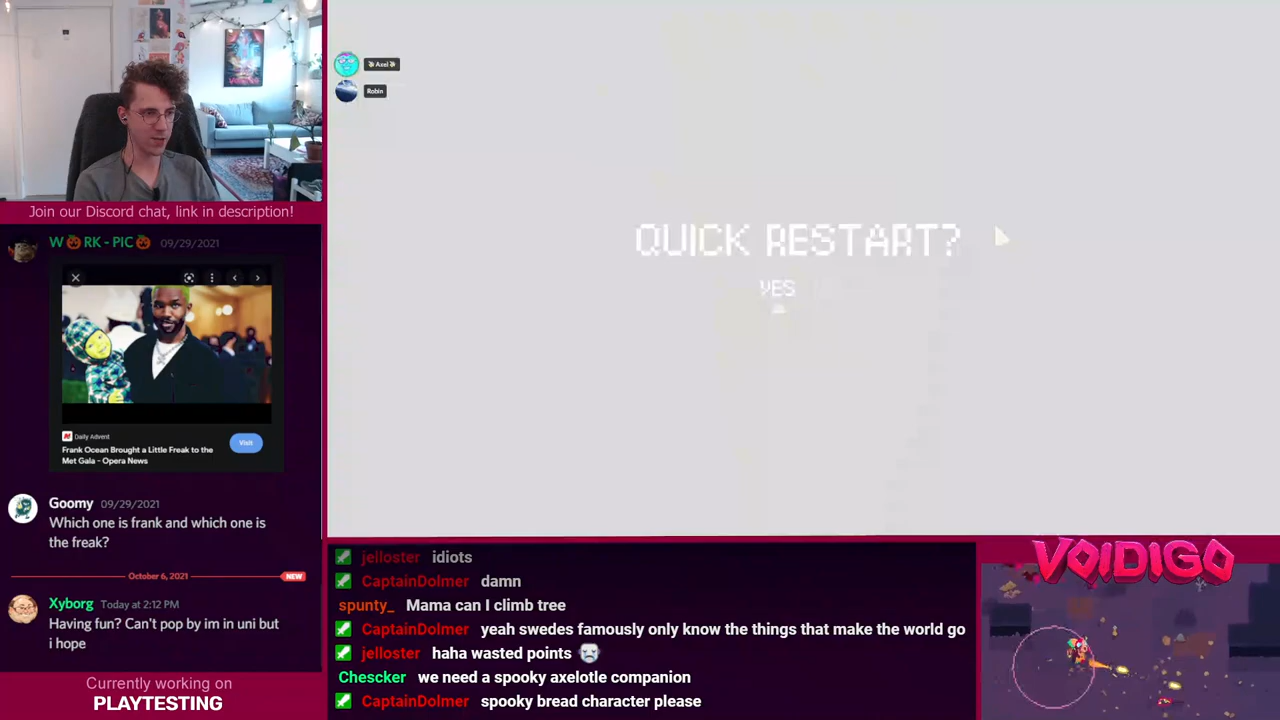 Axel
Robin
QUICK RESTART?
YES
Join our Discord chat, link in description!
W🎃RK - PIC🎃 09/29/2021
Daily Advent
Frank Ocean Brought a Little Freak to the
Met Gala - Opera News
Visit
Goomy 09/29/2021
Which one is frank and which one is
the freak?
October 6, 2021 NEW
Xyborg Today at 2:12 PM
Having fun? Can't pop by im in uni but
i hope
Currently working on
PLAYTESTING
jelloster idiots
CaptainDolmer damn
spunty_ Mama can I climb tree
CaptainDolmer yeah swedes famously only know the things that make the world go
jelloster haha wasted points
Chescker we need a spooky axelotle companion
CaptainDolmer spooky bread character please
VOIDIGO